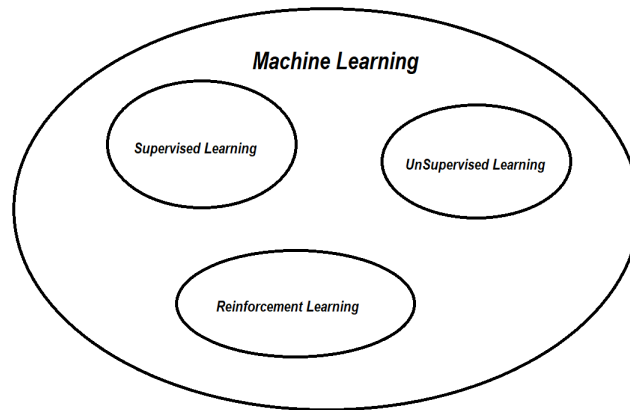 Machine Learning
Supervised Learning
UnSupervised Learning
Reinforcement Learning